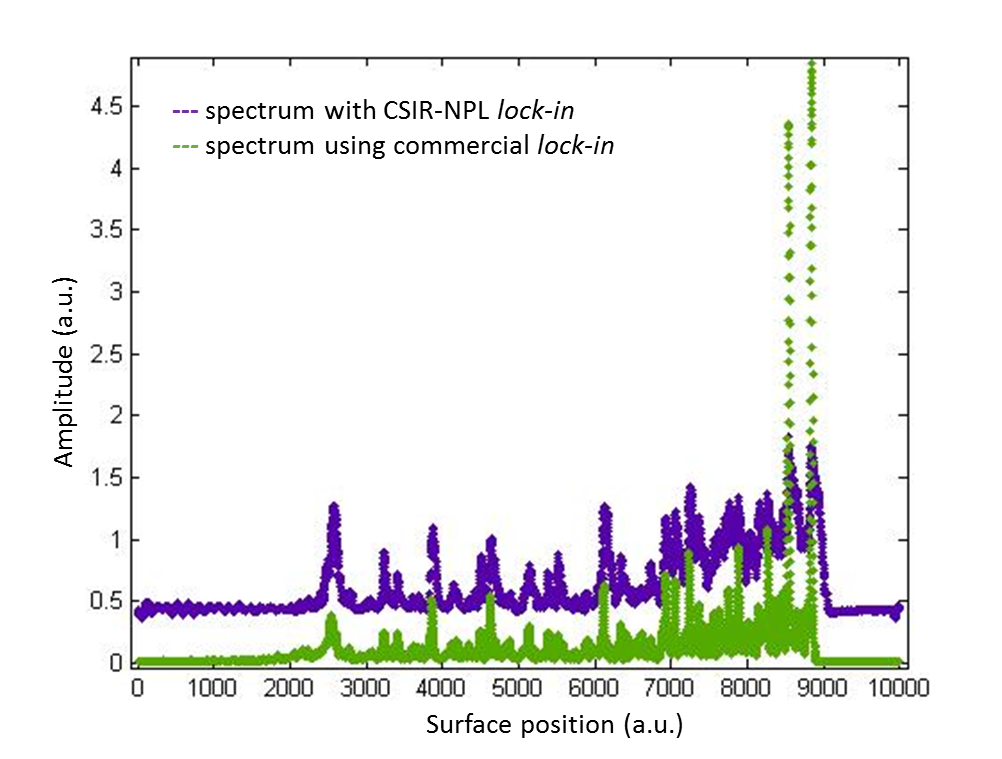 --- spectrum with CSIR-NPL lock-in
--- spectrum using commercial lock-in
4.5
4
3.5
3
2.5
2
1.5
1
0.5
0
Amplitude (a.u.)
0 1000 2000 3000 4000 5000 6000 7000 8000 9000 10000
Surface position (a.u.)